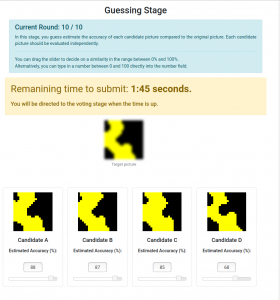 Guessing Stage
Current Round: 10 / 10
In this stage, you guess estimate the accuracy of each candidate picture compared to the original picture. Each candidate
picture should be evaluated independently.
You can drag the slider to decide on a similarity in the range between 0% and 100%.
Alternatively, you can type in a number between 0 and 100 directly into the number field.
Remanining time to submit: 1:45 seconds.
You will be directed to the voting stage when the time is up.
Target picture
Candidate A Candidate B Candidate C Candidate D
Estimated Accuracy (%): Estimated Accuracy (%): Estimated Accuracy (%): Estimated Accuracy (%):
87 85 68